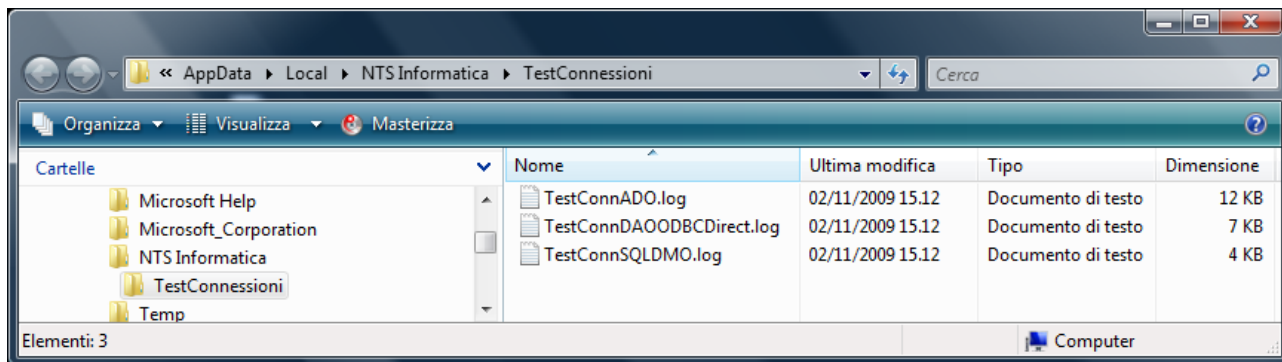 « AppData ▸ Local ▸ NTS Informatica ▸ TestConnessioni Cerca
Organizza Visualizza Masterizza
Cartelle
Microsoft Help
Microsoft_Corporation
NTS Informatica
TestConnessioni
Temp
Nome Ultima modifica Tipo Dimensione
TestConnADO.log 02/11/2009 15.12 Documento di testo 12 KB
TestConnDAOODBCDirect.log 02/11/2009 15.12 Documento di testo 7 KB
TestConnSQLDMO.log 02/11/2009 15.12 Documento di testo 4 KB
Elementi: 3 Computer